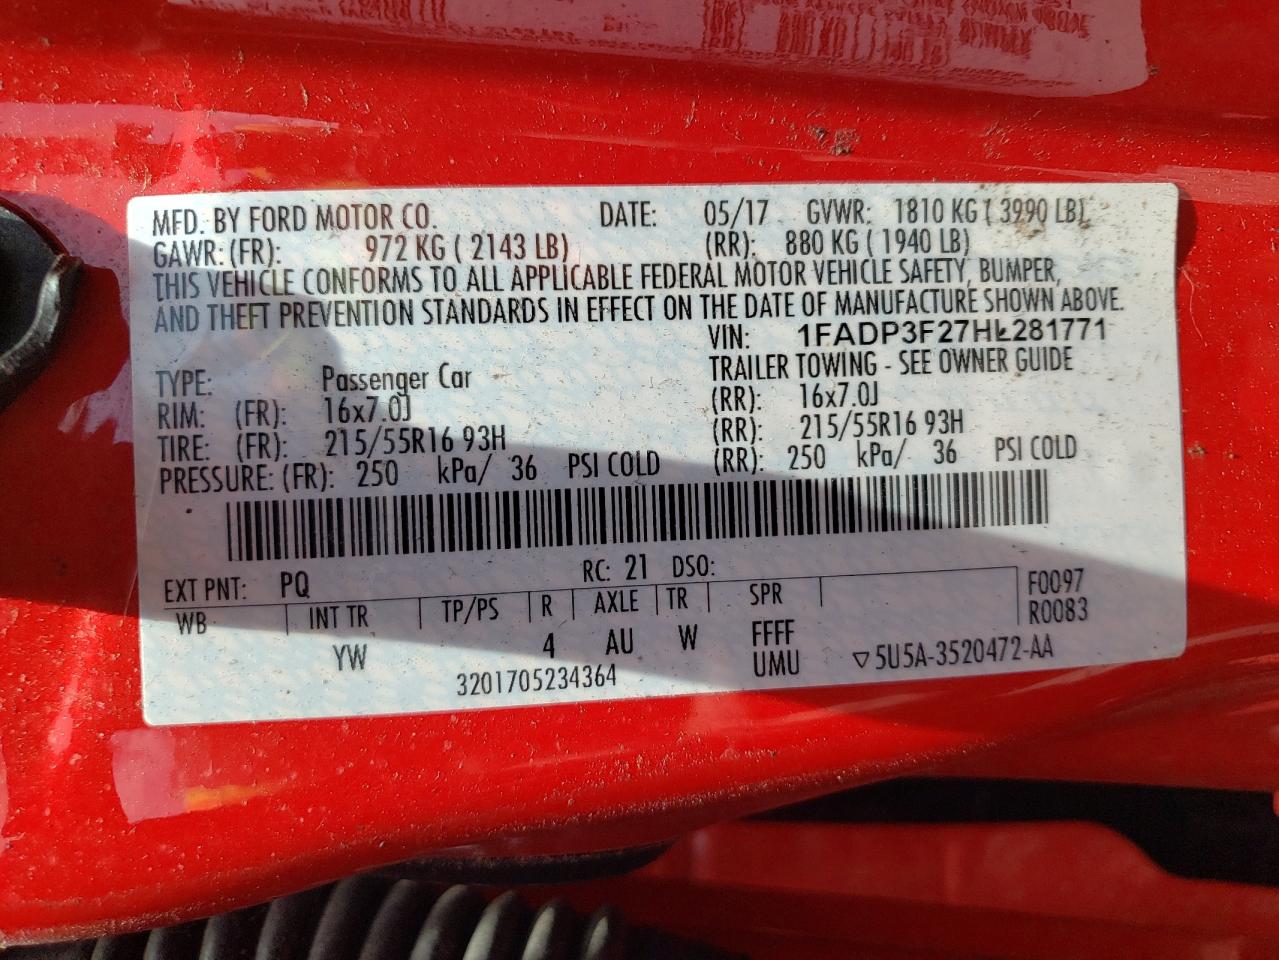 MFD. BY FORD MOTOR CO. DATE: 05/17 GVWR: 1810 KG ( 3990 LB)
GAWR: (FR): 972 KG ( 2143 LB) (RR): 880 KG ( 1940 LB)
THIS VEHICLE CONFORMS TO ALL APPLICABLE FEDERAL MOTOR VEHICLE SAFETY, BUMPER,
AND THEFT PREVENTION STANDARDS IN EFFECT ON THE DATE OF MANUFACTURE SHOWN ABOVE.
VIN: 1FADP3F27HL281771
TYPE: Passenger Car TRAILER TOWING - SEE OWNER GUIDE
RIM: (FR): 16x7.0J (RR): 16x7.0J
TIRE: (FR): 215/55R16 93H (RR): 215/55R16 93H
PRESSURE: (FR): 250 kPa/ 36 PSI COLD (RR): 250 kPa/ 36 PSI COLD
EXT PNT: PQ RC: 21 DSO: F0097
WB INT TR TP/PS R AXLE TR SPR R0083
YW 4 AU W FFFF
UMU ▽5U5A-3520472-AA
3201705234364